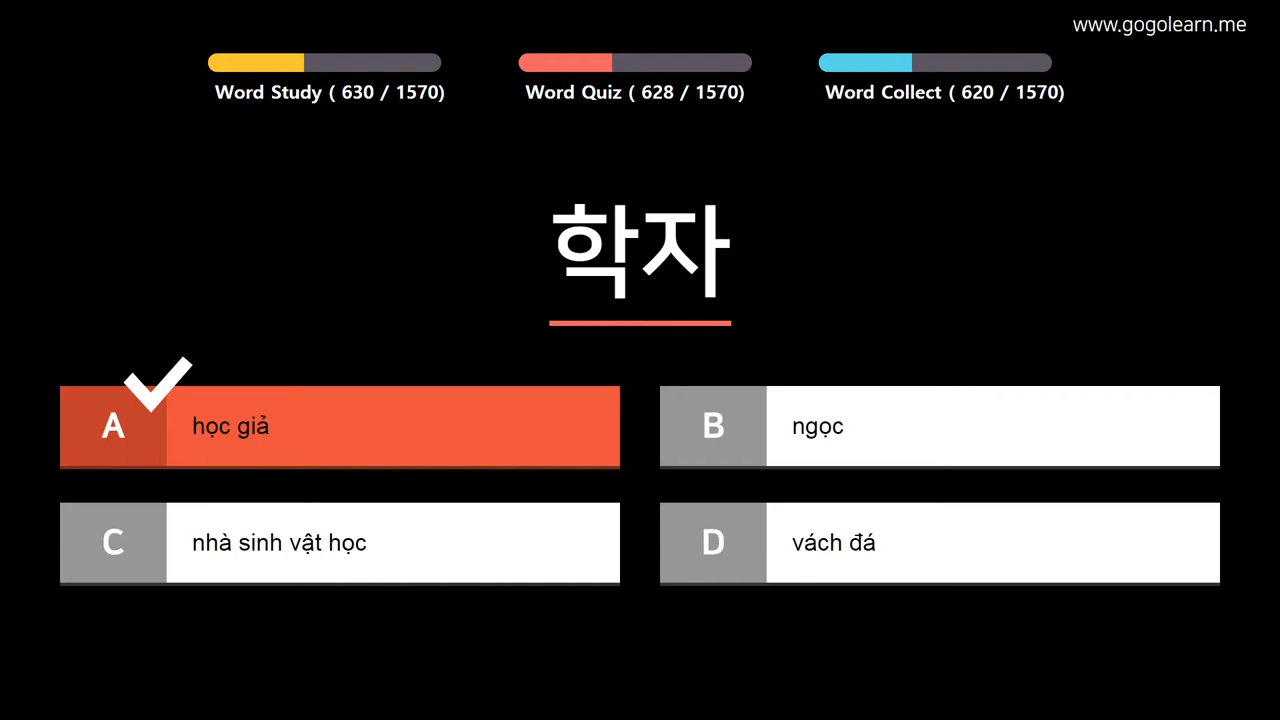 www.gogolearn.me
Word Study ( 630 / 1570)
Word Quiz ( 628 / 1570)
Word Collect ( 620 / 1570)
학자
A học giả
B ngọc
C nhà sinh vật học
D vách đá